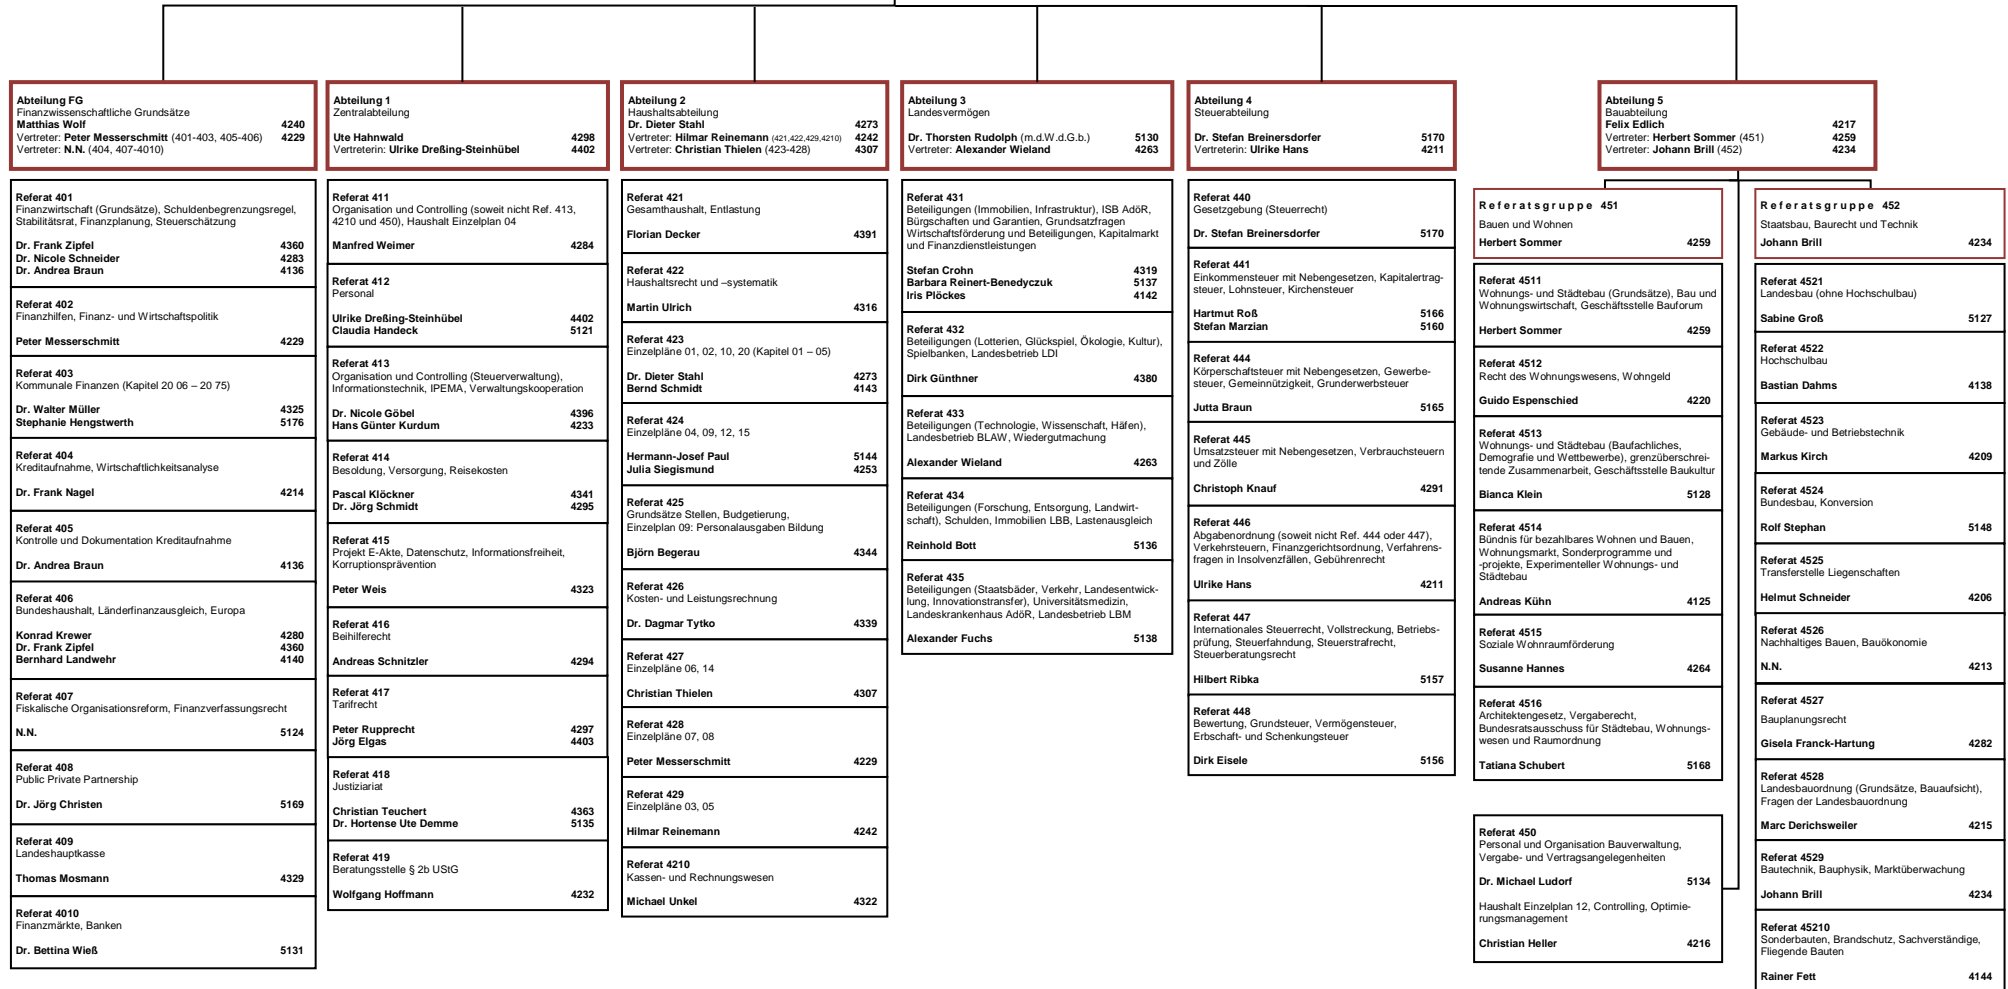 Abteilung FG
Finanzwissenschaftliche Grundsätze
Matthias Wolf 4240
Vertreter: Peter Messerschmitt (401-403, 405-406) 4229
Vertreter: N.N. (404, 407-4010)
Referat 401
Finanzwirtschaft (Grundsätze), Schuldenbegrenzungsregel,
Stabilitätsrat, Finanzplanung, Steuerschätzung
Dr. Frank Zipfel 4360
Dr. Nicole Schneider 4283
Dr. Andrea Braun 4136
Referat 402
Finanzhilfen, Finanz- und Wirtschaftspolitik
Peter Messerschmitt 4229
Referat 403
Kommunale Finanzen (Kapitel 20 06 – 20 75)
Dr. Walter Müller 4325
Stephanie Hengstwerth 5176
Referat 404
Kreditaufnahme, Wirtschaftlichkeitsanalyse
Dr. Frank Nagel 4214
Referat 405
Kontrolle und Dokumentation Kreditaufnahme
Dr. Andrea Braun 4136
Referat 406
Bundeshaushalt, Länderfinanzausgleich, Europa
Konrad Krewer 4280
Dr. Frank Zipfel 4360
Bernhard Landwehr 4140
Referat 407
Fiskalische Organisationsreform, Finanzverfassungsrecht
N.N. 5124
Referat 408
Public Private Partnership
Dr. Jörg Christen 5169
Referat 409
Landeshauptkasse
Thomas Mosmann 4329
Referat 4010
Finanzmärkte, Banken
Dr. Bettina Wieß 5131
Abteilung 1
Zentralabteilung
Ute Hahnwald 4298
Vertreterin: Ulrike Dreßing-Steinhübel 4402
Referat 411
Organisation und Controlling (soweit nicht Ref. 413,
4210 und 450), Haushalt Einzelplan 04
Manfred Weimer 4284
Referat 412
Personal
Ulrike Dreßing-Steinhübel 4402
Claudia Handeck 5121
Referat 413
Organisation und Controlling (Steuerverwaltung),
Informationstechnik, IPEMA, Verwaltungskooperation
Dr. Nicole Göbel 4396
Hans Günter Kurdum 4233
Referat 414
Besoldung, Versorgung, Reisekosten
Pascal Klöckner 4341
Dr. Jörg Schmidt 4295
Referat 415
Projekt E-Akte, Datenschutz, Informationsfreiheit,
Korruptionsprävention
Peter Weis 4323
Referat 416
Beihilferecht
Andreas Schnitzler 4294
Referat 417
Tarifrecht
Peter Rupprecht 4297
Jörg Elgas 4403
Referat 418
Justiziariat
Christian Teuchert 4363
Dr. Hortense Ute Demme 5135
Referat 419
Beratungsstelle § 2b UStG
Wolfgang Hoffmann 4232
Abteilung 2
Haushaltsabteilung
Dr. Dieter Stahl 4273
Vertreter: Hilmar Reinemann (421,422,429,4210) 4242
Vertreter: Christian Thielen (423-428) 4307
Referat 421
Gesamthaushalt, Entlastung
Florian Decker 4391
Referat 422
Haushaltsrecht und –systematik
Martin Ulrich 4316
Referat 423
Einzelpläne 01, 02, 10, 20 (Kapitel 01 – 05)
Dr. Dieter Stahl 4273
Bernd Schmidt 4143
Referat 424
Einzelpläne 04, 09, 12, 15
Hermann-Josef Paul 5144
Julia Siegismund 4253
Referat 425
Grundsätze Stellen, Budgetierung,
Einzelplan 09: Personalausgaben Bildung
Björn Begerau 4344
Referat 426
Kosten- und Leistungsrechnung
Dr. Dagmar Tytko 4339
Referat 427
Einzelpläne 06, 14
Christian Thielen 4307
Referat 428
Einzelpläne 07, 08
Peter Messerschmitt 4229
Referat 429
Einzelpläne 03, 05
Hilmar Reinemann 4242
Referat 4210
Kassen- und Rechnungswesen
Michael Unkel 4322
Abteilung 3
Landesvermögen
Dr. Thorsten Rudolph (m.d.W.d.G.b.) 5130
Vertreter: Alexander Wieland 4263
Referat 431
Beteiligungen (Immobilien, Infrastruktur), ISB AdöR,
Bürgschaften und Garantien, Grundsatzfragen
Wirtschaftsförderung und Beteiligungen, Kapitalmarkt
und Finanzdienstleistungen
Stefan Crohn 4319
Barbara Reinert-Benedyczuk 5137
Iris Plöckes 4142
Referat 432
Beteiligungen (Lotterien, Glückspiel, Ökologie, Kultur),
Spielbanken, Landesbetrieb LDI
Dirk Günthner 4380
Referat 433
Beteiligungen (Technologie, Wissenschaft, Häfen),
Landesbetrieb BLAW, Wiedergutmachung
Alexander Wieland 4263
Referat 434
Beteiligungen (Forschung, Entsorgung, Landwirt-
schaft), Schulden, Immobilien LBB, Lastenausgleich
Reinhold Bott 5136
Referat 435
Beteiligungen (Staatsbäder, Verkehr, Landesentwick-
lung, Innovationstransfer), Universitätsmedizin,
Landeskrankenhaus AdöR, Landesbetrieb LBM
Alexander Fuchs 5138
Abteilung 4
Steuerabteilung
Dr. Stefan Breinersdorfer 5170
Vertreterin: Ulrike Hans 4211
Referat 440
Gesetzgebung (Steuerrecht)
Dr. Stefan Breinersdorfer 5170
Referat 441
Einkommensteuer mit Nebengesetzen, Kapitalertrag-
steuer, Lohnsteuer, Kirchensteuer
Hartmut Roß 5166
Stefan Marzian 5160
Referat 444
Körperschaftsteuer mit Nebengesetzen, Gewerbe-
steuer, Gemeinnützigkeit, Grunderwerbsteuer
Jutta Braun 5165
Referat 445
Umsatzsteuer mit Nebengesetzen, Verbrauchsteuern
und Zölle
Christoph Knauf 4291
Referat 446
Abgabenordnung (soweit nicht Ref. 444 oder 447),
Verkehrsteuern, Finanzgerichtsordnung, Verfahrens-
fragen in Insolvenzfällen, Gebührenrecht
Ulrike Hans 4211
Referat 447
Internationales Steuerrecht, Vollstreckung, Betriebs-
prüfung, Steuerfahndung, Steuerstrafrecht,
Steuerberatungsrecht
Hilbert Ribka 5157
Referat 448
Bewertung, Grundsteuer, Vermögensteuer,
Erbschaft- und Schenkungsteuer
Dirk Eisele 5156
Abteilung 5
Bauabteilung
Felix Edlich 4217
Vertreter: Herbert Sommer (451) 4259
Vertreter: Johann Brill (452) 4234
Referatsgruppe 451
Bauen und Wohnen
Herbert Sommer 4259
Referat 4511
Wohnungs- und Städtebau (Grundsätze), Bau und
Wohnungswirtschaft, Geschäftsstelle Bauforum
Herbert Sommer 4259
Referat 4512
Recht des Wohnungswesens, Wohngeld
Guido Espenschied 4220
Referat 4513
Wohnungs- und Städtebau (Baufachliches,
Demografie und Wettbewerbe), grenzüberschrei-
tende Zusammenarbeit, Geschäftsstelle Baukultur
Bianca Klein 5128
Referat 4514
Bündnis für bezahlbares Wohnen und Bauen,
Wohnungsmarkt, Sonderprogramme und
-projekte, Experimenteller Wohnungs- und
Städtebau
Andreas Kühn 4125
Referat 4515
Soziale Wohnraumförderung
Susanne Hannes 4264
Referat 4516
Architektengesetz, Vergaberecht,
Bundesratsausschuss für Städtebau, Wohnungs-
wesen und Raumordnung
Tatiana Schubert 5168
Referat 450
Personal und Organisation Bauverwaltung,
Vergabe- und Vertragsangelegenheiten
Dr. Michael Ludorf 5134
Haushalt Einzelplan 12, Controlling, Optimie-
rungsmanagement
Christian Heller 4216
Referatsgruppe 452
Staatsbau, Baurecht und Technik
Johann Brill 4234
Referat 4521
Landesbau (ohne Hochschulbau)
Sabine Groß 5127
Referat 4522
Hochschulbau
Bastian Dahms 4138
Referat 4523
Gebäude- und Betriebstechnik
Markus Kirch 4209
Referat 4524
Bundesbau, Konversion
Rolf Stephan 5148
Referat 4525
Transferstelle Liegenschaften
Helmut Schneider 4206
Referat 4526
Nachhaltiges Bauen, Bauökonomie
N.N. 4213
Referat 4527
Bauplanungsrecht
Gisela Franck-Hartung 4282
Referat 4528
Landesbauordnung (Grundsätze, Bauaufsicht),
Fragen der Landesbauordnung
Marc Derichsweiler 4215
Referat 4529
Bautechnik, Bauphysik, Marktüberwachung
Johann Brill 4234
Referat 45210
Sonderbauten, Brandschutz, Sachverständige,
Fliegende Bauten
Rainer Fett 4144